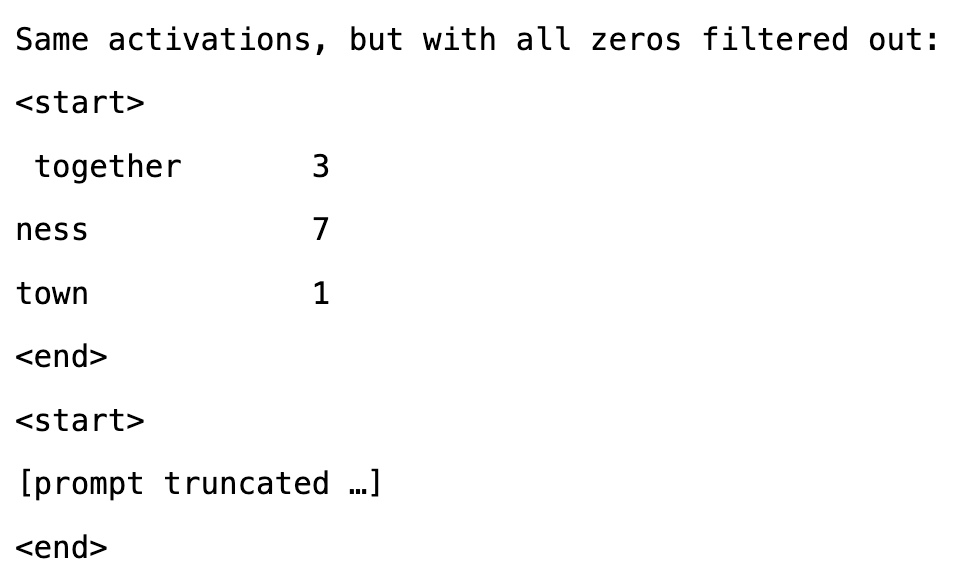 Same activations, but with all zeros filtered out:
<start>
 together       3
ness            7
town            1
<end>
<start>
[prompt truncated …]
<end>